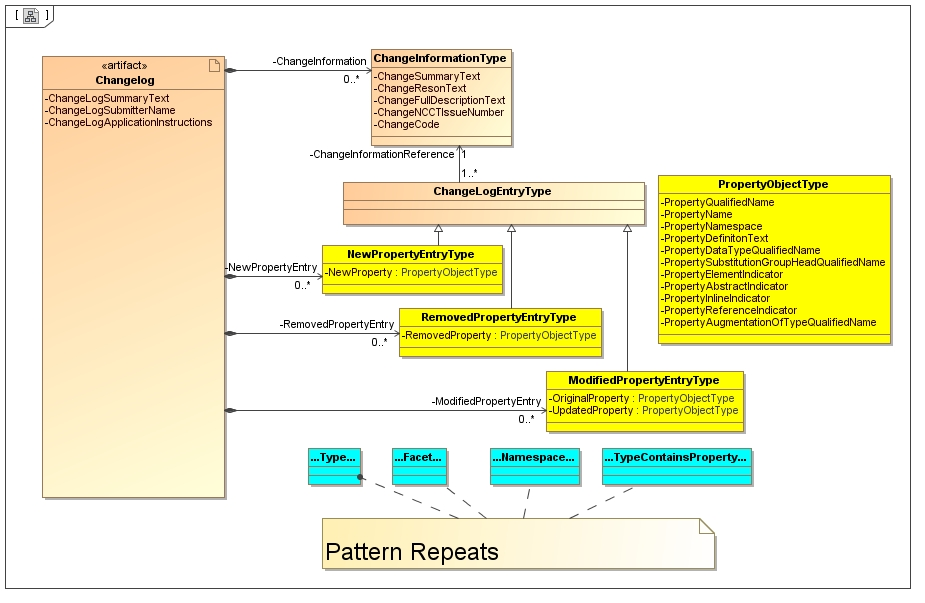 [ ]
«artifact»
Changelog
-ChangeLogSummaryText
-ChangeLogSubmitterName
-ChangeLogApplicationInstructions
-ChangeInformation
0..*
ChangeInformationType
-ChangeSummaryText
-ChangeResonText
-ChangeFullDescriptionText
-ChangeNCCTIssueNumber
-ChangeCode
-ChangeInformationReference
1
1..*
ChangeLogEntryType
-NewPropertyEntry
0..*
NewPropertyEntryType
-NewProperty : PropertyObjectType
-RemovedPropertyEntry
0..*
RemovedPropertyEntryType
-RemovedProperty : PropertyObjectType
-ModifiedPropertyEntry
0..*
ModifiedPropertyEntryType
-OriginalProperty : PropertyObjectType
-UpdatedProperty : PropertyObjectType
PropertyObjectType
-PropertyQualifiedName
-PropertyName
-PropertyNamespace
-PropertyDefinitonText
-PropertyDataTypeQualifiedName
-PropertySubstitutionGroupHeadQualifiedName
-PropertyElementIndicator
-PropertyAbstractIndicator
-PropertyInlineIndicator
-PropertyReferenceIndicator
-PropertyAugmentationOfTypeQualifiedName
...Type...
...Facet...
...Namespace...
...TypeContainsProperty...
Pattern Repeats